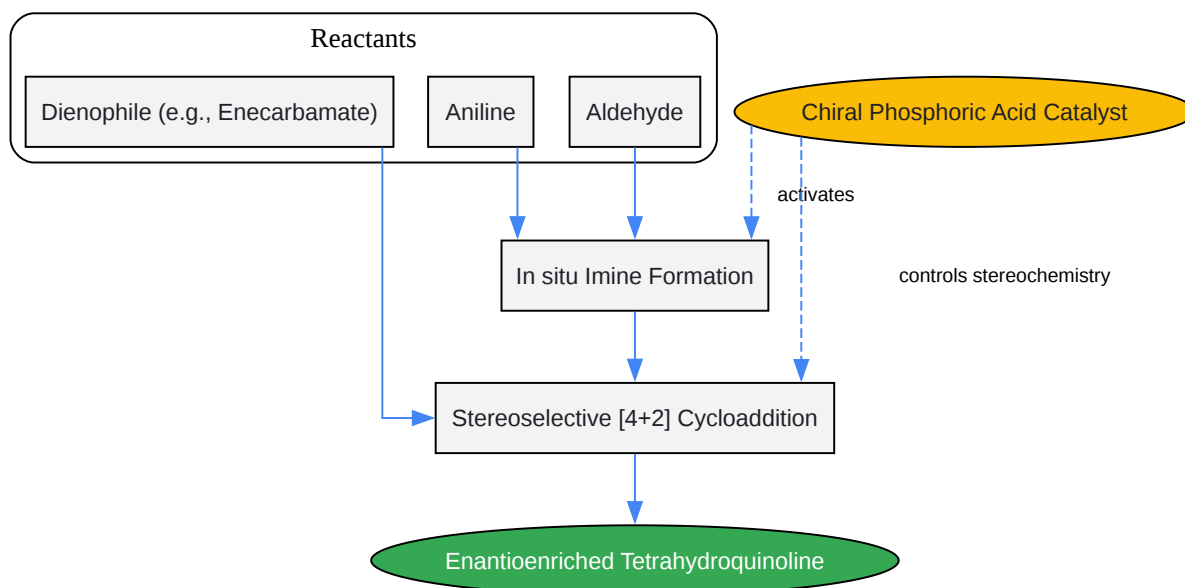 Reactants
Dienophile (e.g., Enecarbamate)
Aniline
Aldehyde
Chiral Phosphoric Acid Catalyst
activates
In situ Imine Formation
controls stereochemistry
Stereoselective [4+2] Cycloaddition
Enantioenriched Tetrahydroquinoline